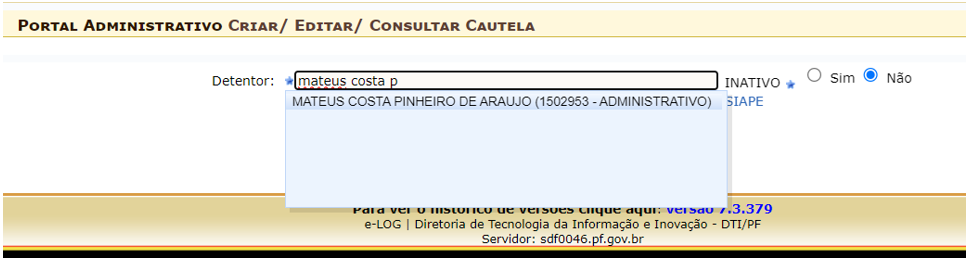 Portal Administrativo Criar/ Editar/ Consultar Cautela
Detentor: mateus costa p INATIVO Sim Não
MATEUS COSTA PINHEIRO DE ARAUJO (1502953 - ADMINISTRATIVO) SIAPE
Para ver o histórico de versões clique aqui: versão 7.3.379
e-LOG | Diretoria de Tecnologia da Informação e Inovação - DTI/PF
Servidor: sdf0046.pf.gov.br